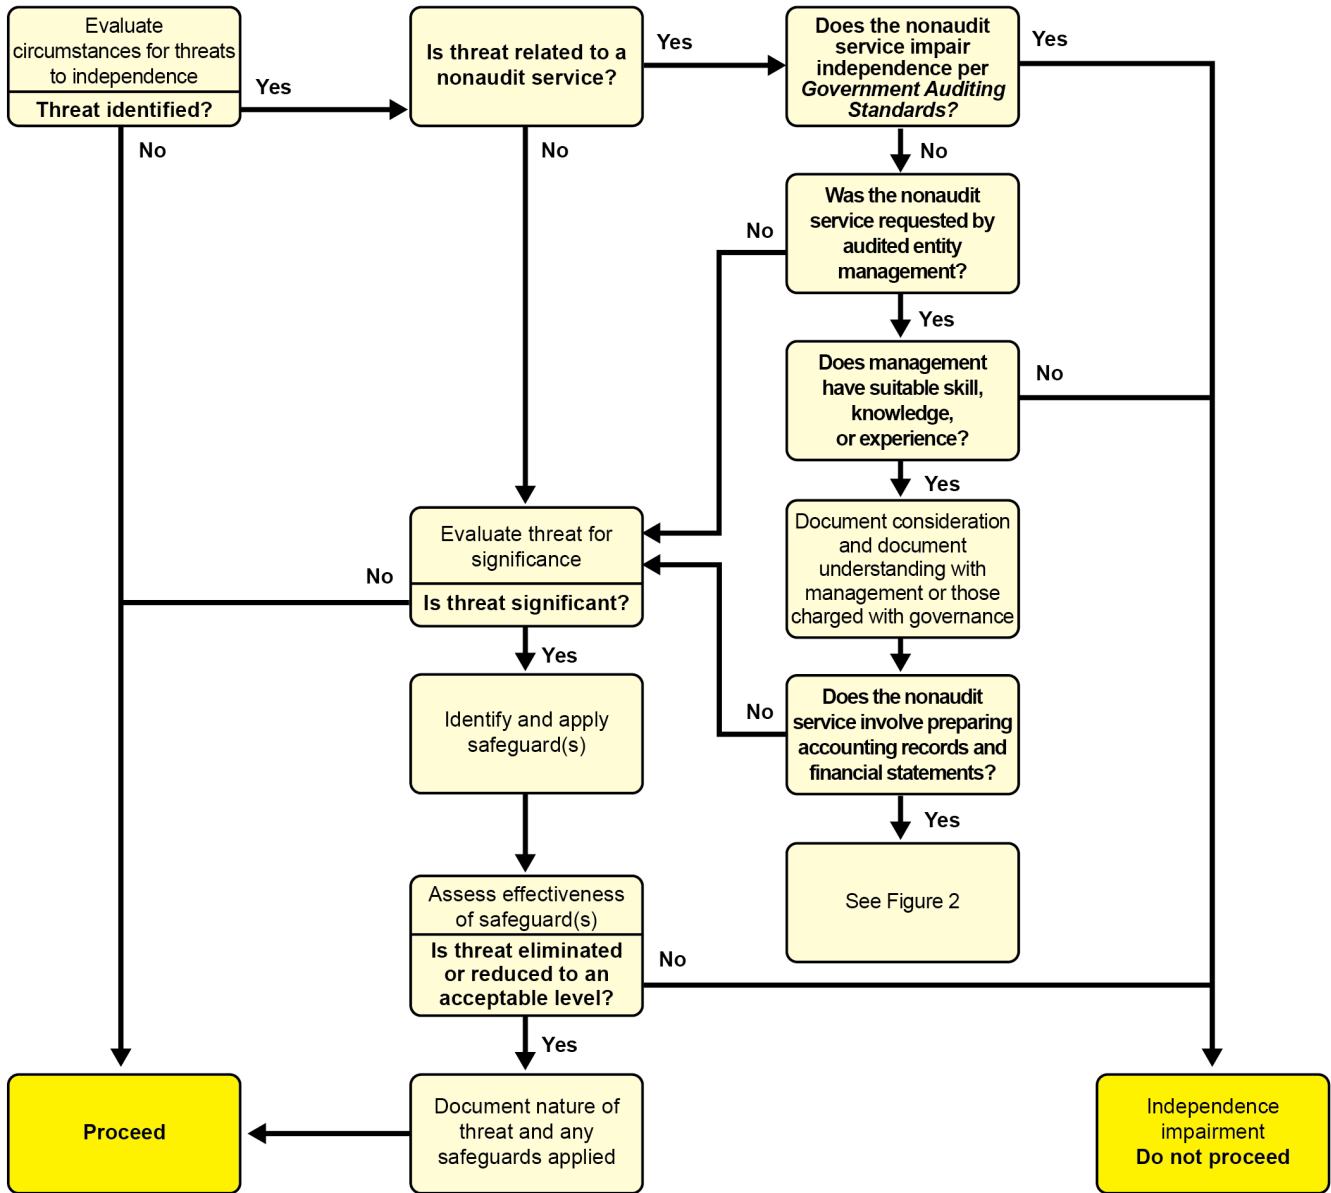 Evaluate
circumstances for threats
to independence
Threat identified?
Yes
No
Is threat related to a
nonaudit service?
Yes
No
Does the nonaudit
service impair
independence per
Government Auditing
Standards?
Yes
No
Was the nonaudit
service requested by
audited entity
management?
No
Yes
Does management
have suitable skill,
knowledge,
or experience?
No
Yes
Document consideration
and document
understanding with
management or those
charged with governance
Does the nonaudit
service involve preparing
accounting records and
financial statements?
No
Yes
See Figure 2
Evaluate threat for
significance
Is threat significant?
No
Yes
Identify and apply
safeguard(s)
Assess effectiveness
of safeguard(s)
Is threat eliminated
or reduced to an
acceptable level?
No
Yes
Document nature of
threat and any
safeguards applied
Proceed
Independence
impairment
Do not proceed